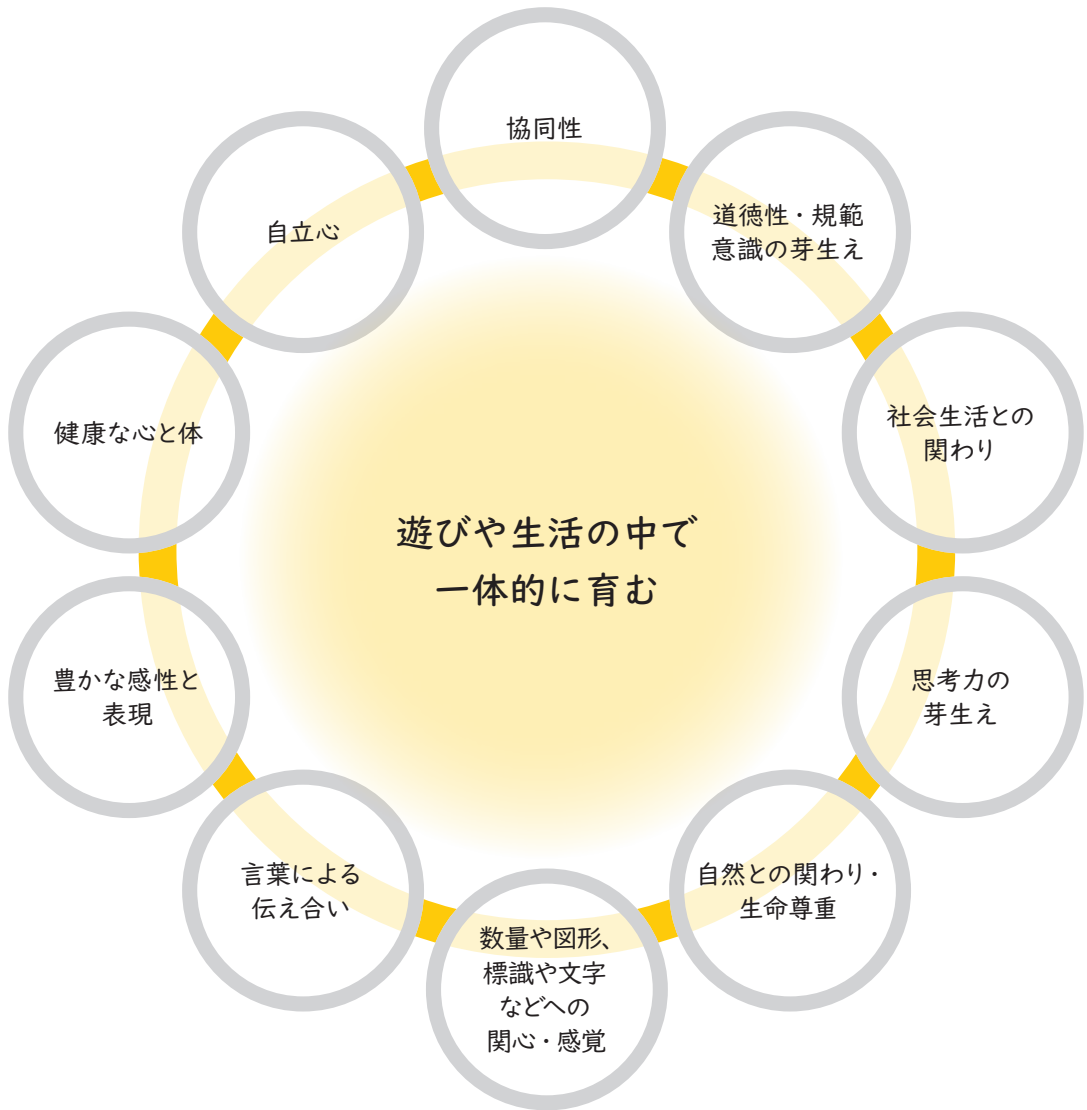 協同性
道徳性・規範
意識の芽生え
社会生活との
関わり
思考力の
芽生え
自然との関わり・
生命尊重
数量や図形、
標識や文字
などへの
関心・感覚
言葉による
伝え合い
豊かな感性と
表現
健康な心と体
自立心
遊びや生活の中で
一体的に育む